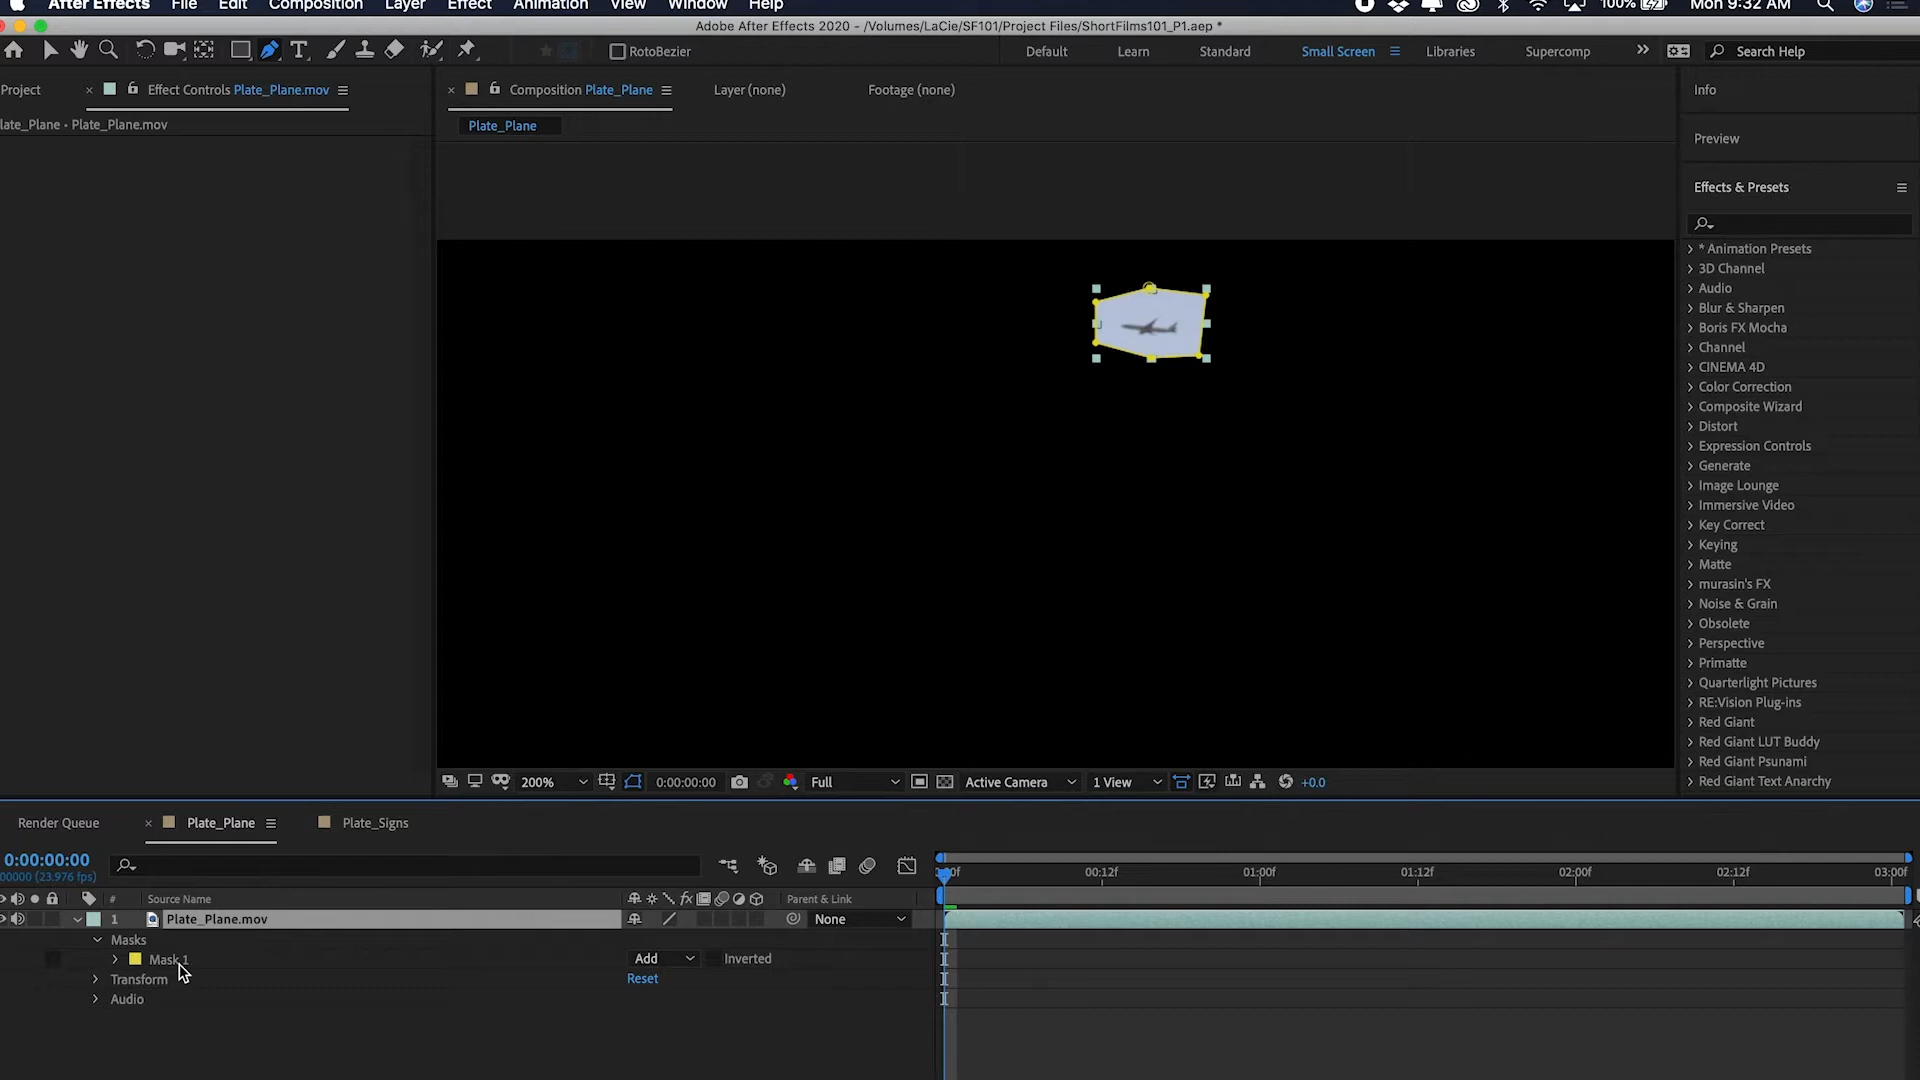 After Effects File Edit Composition Layer Effect Animation View Window Help 100% Mon 9:32 AM
Adobe After Effects 2020 - /Volumes/LaCie/SF101/Project Files/ShortFilms101_P1.aep *
RotoBezier Default Learn Standard Small Screen Libraries Supercomp Search Help
Project Effect Controls Plate_Plane.mov Composition Plate_Plane Layer (none) Footage (none) Info
late_Plane • Plate_Plane.mov Plate_Plane
Preview
Effects & Presets
* Animation Presets
3D Channel
Audio
Blur & Sharpen
Boris FX Mocha
Channel
CINEMA 4D
Color Correction
Composite Wizard
Distort
Expression Controls
Generate
Image Lounge
Immersive Video
Key Correct
Keying
Matte
murasin's FX
Noise & Grain
Obsolete
Perspective
Primatte
Quarterlight Pictures
RE:Vision Plug-ins
Red Giant
Red Giant LUT Buddy
Red Giant Psunami
Red Giant Text Anarchy
200% 0:00:00:00 Full Active Camera 1 View +0.0
Render Queue Plate_Plane Plate_Signs
0:00:00:00
00000 (23.976 fps) 00:12f 01:00f 01:12f 02:00f 02:12f 03:00f
# Source Name fx Parent & Link
1 Plate_Plane.mov None
Masks
Mask 1 Add Inverted
Transform Reset
Audio